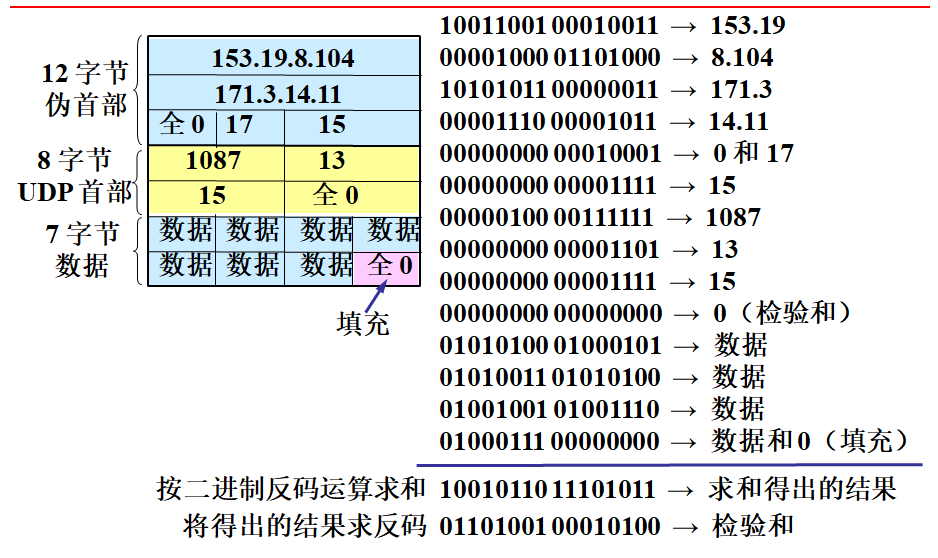 12 字节
伪首部
153.19.8.104
171.3.14.11
全 0 17 15
8 字节
UDP 首部
1087 13
15 全 0
7 字节
数据
数据 数据 数据 数据
数据 数据 数据 全 0
填充
10011001 00010011 → 153.19
00001000 01101000 → 8.104
10101011 00000011 → 171.3
00001110 00001011 → 14.11
00000000 00010001 → 0 和 17
00000000 00001111 → 15
00000100 00111111 → 1087
00000000 00001101 → 13
00000000 00001111 → 15
00000000 00000000 → 0（检验和）
01010100 01000101 → 数据
01010011 01010100 → 数据
01001001 01001110 → 数据
01000111 00000000 → 数据和 0（填充）
按二进制反码运算求和 10010110 11101011 → 求和得出的结果
将得出的结果求反码 01101001 00010100 → 检验和